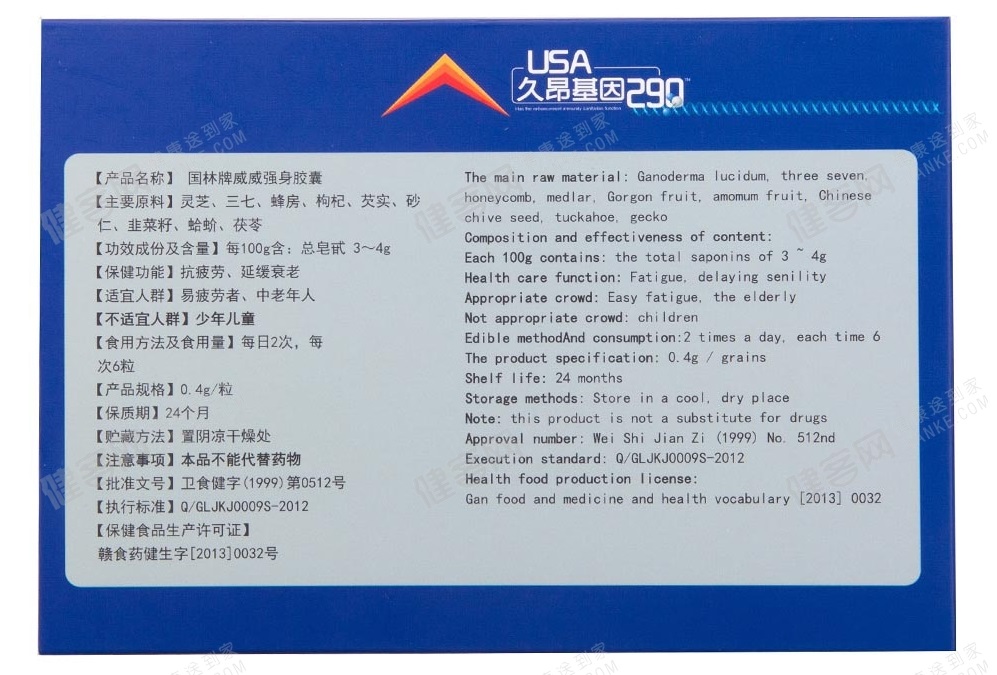 USA
久昂基因290™
【产品名称】 国林牌威威强身胶囊
【主要原料】灵芝、三七、蜂房、枸杞、芡实、砂
仁、韭菜籽、蛤蚧、茯苓
【功效成份及含量】每100g含：总皂甙 3～4g
【保健功能】抗疲劳、延缓衰老
【适宜人群】易疲劳者、中老年人
【不适宜人群】少年儿童
【食用方法及食用量】每日2次，每
次6粒
【产品规格】0.4g/粒
【保质期】24个月
【贮藏方法】置阴凉干燥处
【注意事项】本品不能代替药物
【批准文号】卫食健字(1999)第0512号
【执行标准】Q/GLJKJ0009S-2012
【保健食品生产许可证】
赣食药健生字[2013]0032号
The main raw material: Ganoderma lucidum, three seven,
honeycomb, medlar, Gorgon fruit, amomum fruit, Chinese
chive seed, tuckahoe, gecko
Composition and effectiveness of content:
Each 100g contains: the total saponins of 3 ~ 4g
Health care function: Fatigue, delaying senility
Appropriate crowd: Easy fatigue, the elderly
Not appropriate crowd: children
Edible methodAnd consumption:2 times a day, each time 6
The product specification: 0.4g / grains
Shelf life: 24 months
Storage methods: Store in a cool, dry place
Note: this product is not a substitute for drugs
Approval number: Wei Shi Jian Zi (1999) No. 512nd
Execution standard: Q/GLJKJ0009S-2012
Health food production license:
Gan food and medicine and health vocabulary [2013] 0032
健客网
健客网
健客网
健客网